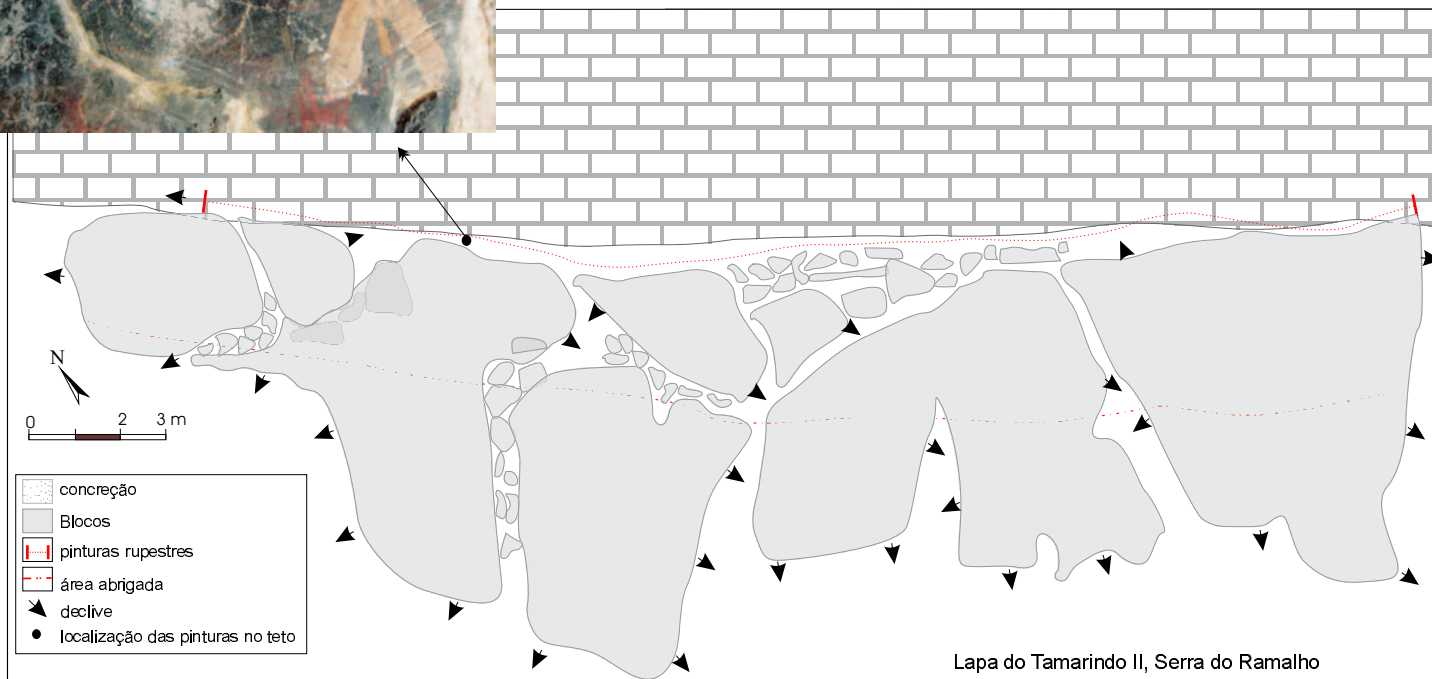 N
0 2 3 m
concreção
Blocos
pinturas rupestres
área abrigada
declive
localização das pinturas no teto
Lapa do Tamarindo II, Serra do Ramalho